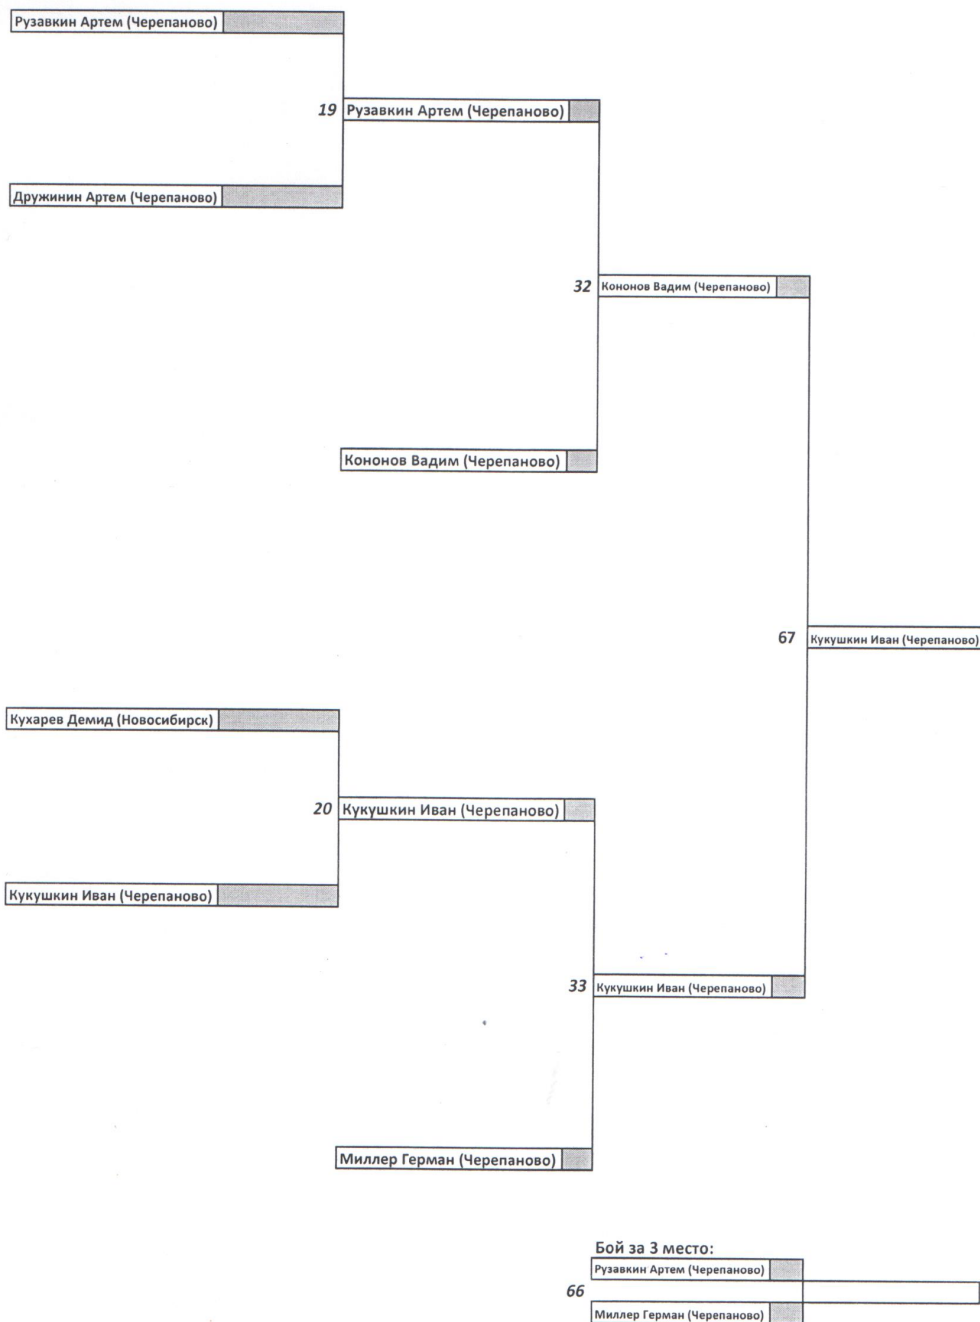 Рузавкин Артем (Черепаново)
19 Рузавкин Артем (Черепаново)
Дружинин Артем (Черепаново)
32 Кононов Вадим (Черепаново)
Кононов Вадим (Черепаново)
67 Кукушкин Иван (Черепаново)
Кухарев Демид (Новосибирск)
20 Кукушкин Иван (Черепаново)
Кукушкин Иван (Черепаново)
33 Кукушкин Иван (Черепаново)
Миллер Герман (Черепаново)
Бой за 3 место:
Рузавкин Артем (Черепаново)
66
Миллер Герман (Черепаново)